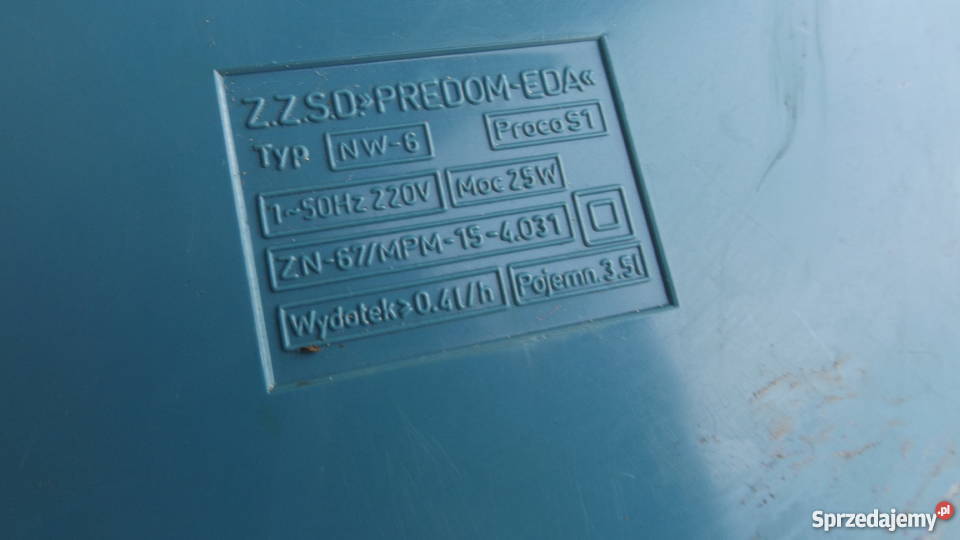 Z.Z.S.D.»PREDOM-EDA«
Typ NW-6 Praca S1
1~50Hz 220V Moc 25W
ZN-67/MPM-15-4.031
Wydatek>0.4l/h Pojemn. 3.5l
Sprzedajemy.pl